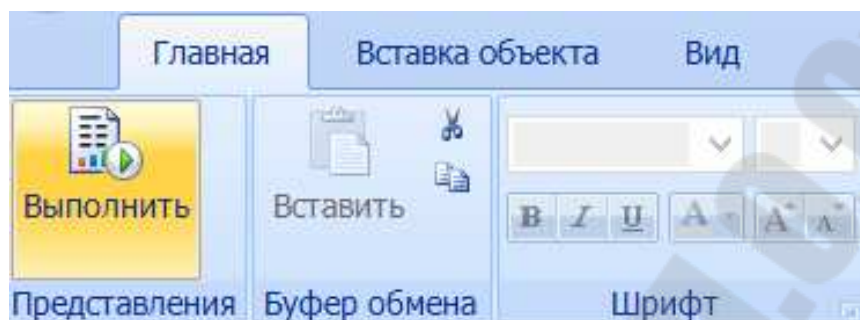 Главная Вставка объекта Вид
Выполнить Вставить
B I U A A A
Представления Буфер обмена Шрифт